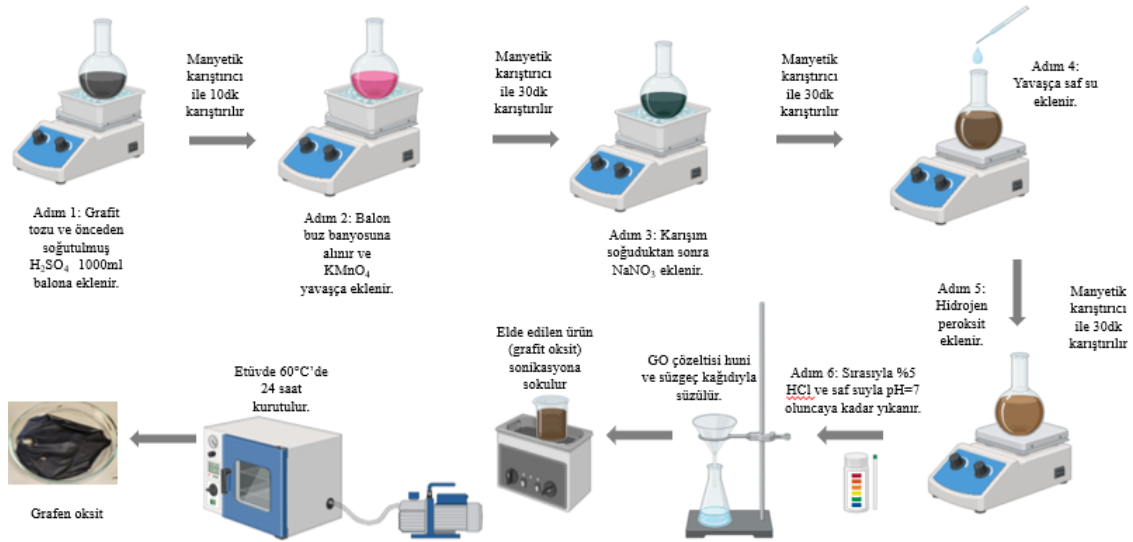 Manyetik
karıştırıcı
ile 10dk
karıştırılır
Manyetik
karıştırıcı
ile 30dk
karıştırılır
Manyetik
karıştırıcı
ile 30dk
karıştırılır
Adım 4:
Yavaşça saf su
eklenir.
Adım 1: Grafit
tozu ve önceden
soğutulmuş
H₂SO₄ 1000ml
balona eklenir.
Adım 2: Balon
buz banyosuna
alınır ve
KMnO₄
yavaşça eklenir.
Adım 3: Karışım
soğuduktan sonra
NaNO₃ eklenir.
Adım 5:
Hidrojen
peroksit
eklenir.
Manyetik
karıştırıcı
ile 30dk
karıştırılır
Adım 6: Sırasıyla %5
HCl ve saf suyla pH=7
oluncaya kadar yıkanır.
GO çözeltisi huni
ve süzgeç kağıdıyla
süzülür.
Elde edilen ürün
(grafit oksit)
sonikasyona
sokulur
Etüvde 60°C'de
24 saat
kurutulur.
Grafen oksit